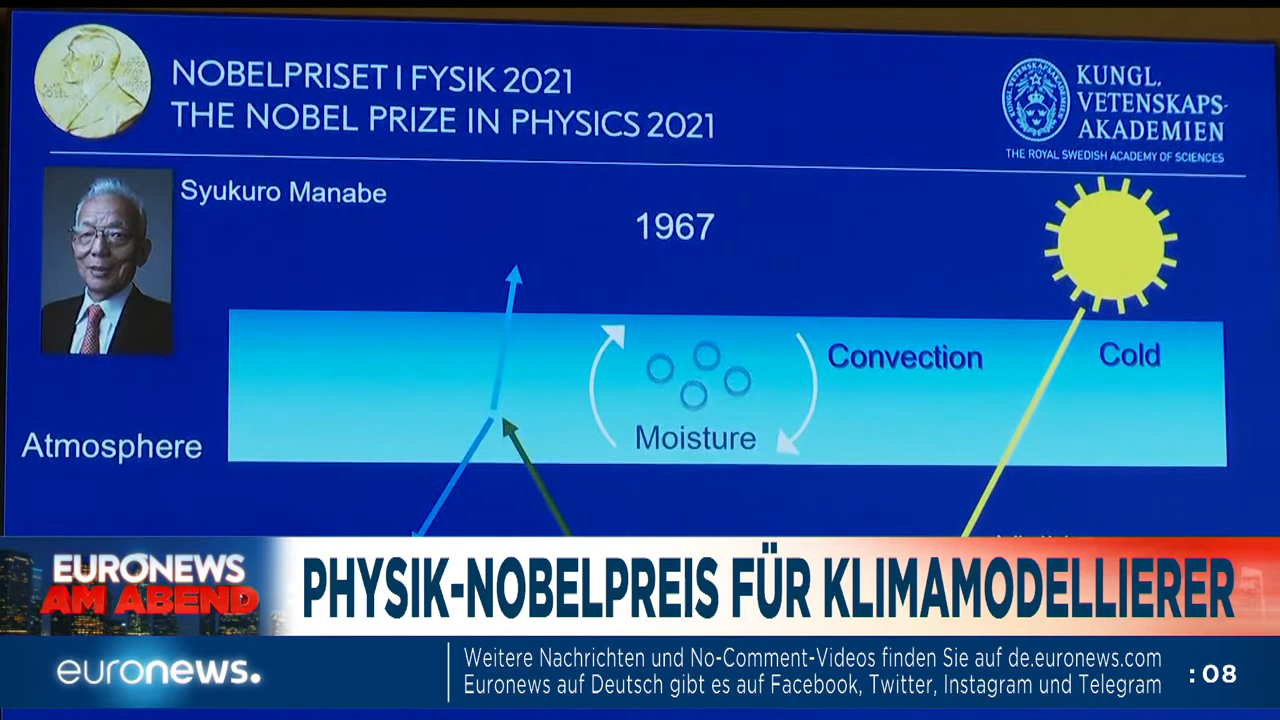 NOBELPRISET I FYSIK 2021
THE NOBEL PRIZE IN PHYSICS 2021
KUNGL.
VETENSKAPS-
AKADEMIEN
THE ROYAL SWEDISH ACADEMY OF SCIENCES
Syukuro Manabe
1967
Convection
Cold
Moisture
Atmosphere
EURONEWS
AM ABEND
PHYSIK-NOBELPREIS FÜR KLIMAMODELLIERER
euronews.
Weitere Nachrichten und No-Comment-Videos finden Sie auf de.euronews.com
Euronews auf Deutsch gibt es auf Facebook, Twitter, Instagram und Telegram
:08